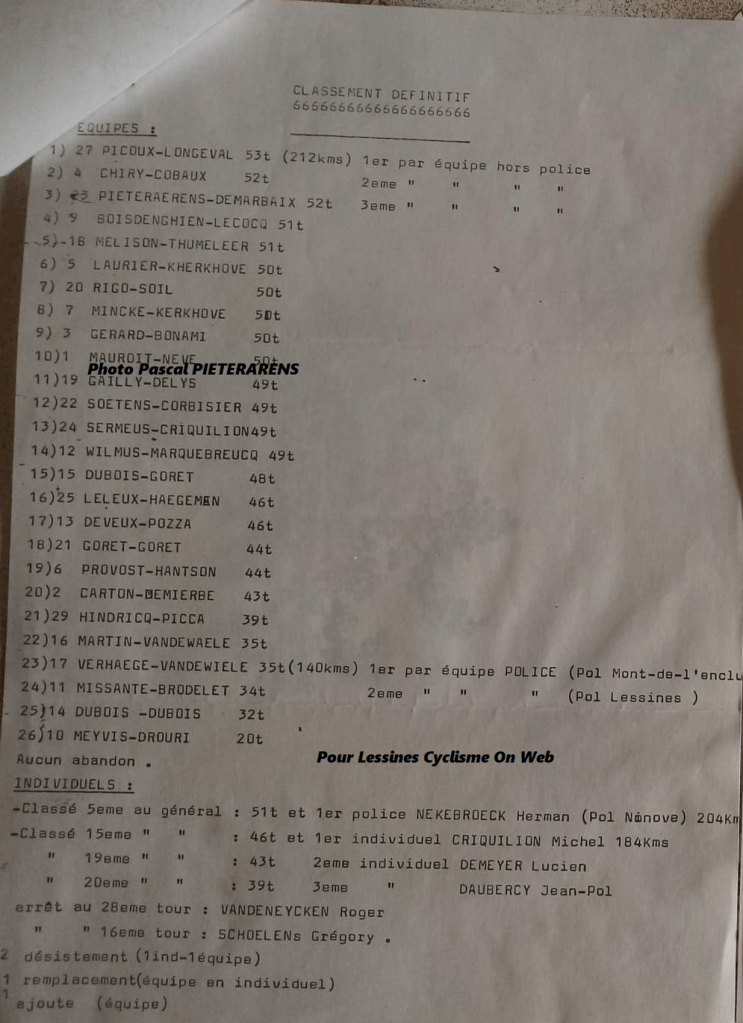 CLASSEMENT DEFINITIF
66666666666666666666
EQUIPES :
1) 27 PICOUX-LONGEVAL 53t (212kms) 1er par équipe hors police
2) 4 CHIRY-COBAUX 52t 2eme " " " "
3) 23 PIETERAERENS-DEMARBAIX 52t 3eme " " " "
4) 9 BOISDENGHIEN-LECOCQ 51t
5)-18 MELISON-THUMELEER 51t
6) 5 LAURIER-KHERKHOVE 50t
7) 20 RIGO-SOIL 50t
8) 7 MINCKE-KERKHOVE 50t
9) 3 GERARD-BONAMI 50t
10)1 MAUROIT-NEVE 50t
Photo Pascal PIETERARENS
11)19 GAILLY-DELYS 49t
12)22 SOETENS-CORBISIER 49t
13)24 SERMEUS-CRIQUILION49t
14)12 WILMUS-MARQUEBREUCQ 49t
15)15 DUBOIS-GORET 48t
16)25 LELEUX-HAEGEMEN 46t
17)13 DEVEUX-POZZA 46t
18)21 GORET-GORET 44t
19)6 PROVOST-HANTSON 44t
20)2 CARTON-DEMIERBE 43t
21)29 HINDRICQ-PICCA 39t
22)16 MARTIN-VANDEWAELE 35t
23)17 VERHAEGE-VANDEWIELE 35t(140kms) 1er par équipe POLICE (Pol Mont-de-l'enclu
24)11 MISSANTE-BRODELET 34t 2eme " " " (Pol Lessines )
25)14 DUBOIS -DUBOIS 32t
26)10 MEYVIS-DROURI 20t
Pour Lessines Cyclisme On Web
Aucun abandon .
INDIVIDUELS :
-Classé 5eme au général : 51t et 1er police NEKEBROECK Herman (Pol Ninove) 204Km
-Classé 15eme " " : 46t et 1er individuel CRIQUILION Michel 184Kms
" 19eme " " : 43t 2eme individuel DEMEYER Lucien
" 20eme " " : 39t 3eme " DAUBERCY Jean-Pol
arrêt au 28eme tour : VANDENEYCKEN Roger
" " 16eme tour : SCHOELENs Grégory .
2 désistement (1ind-1équipe)
1 remplacement(équipe en individuel)
1 ajoute (équipe)